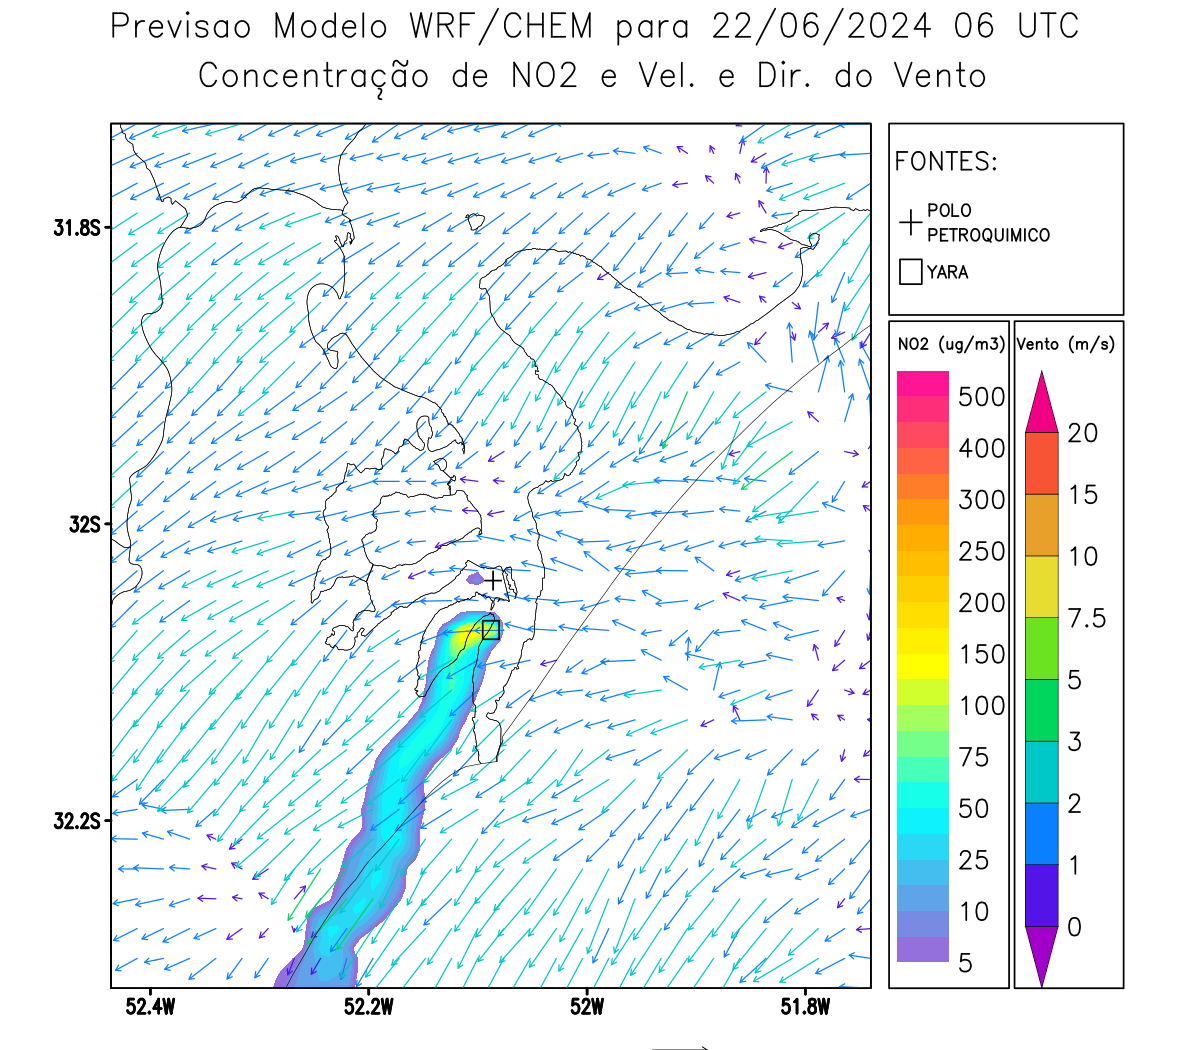 Previsao Modelo WRF/CHEM para 22/06/2024 06 UTC
Concentração de NO2 e Vel. e Dir. do Vento
FONTES:
POLO
PETROQUIMICO
YARA
NO2 (ug/m3)
500
400
300
250
200
150
100
75
50
25
10
5
Vento (m/s)
20
15
10
7.5
5
3
2
1
0
31.8S
32S
32.2S
52.4W
52.2W
52W
51.8W